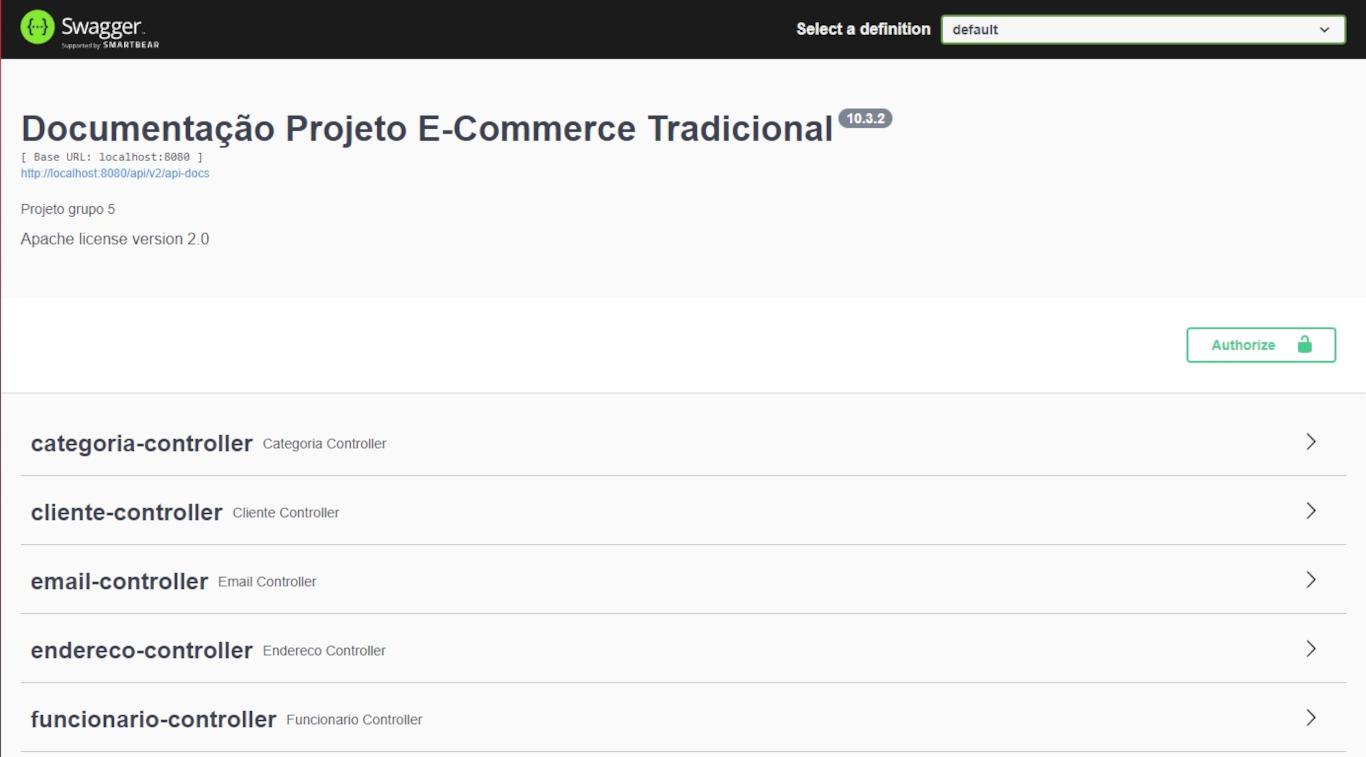 {···} Swagger.
Supported by SMARTBEAR
Select a definition default
Documentação Projeto E-Commerce Tradicional 10.3.2
[ Base URL: localhost:8080 ]
http://localhost:8080/api/v2/api-docs
Projeto grupo 5
Apache license version 2.0
Authorize
categoria-controller Categoria Controller
cliente-controller Cliente Controller
email-controller Email Controller
endereco-controller Endereco Controller
funcionario-controller Funcionario Controller